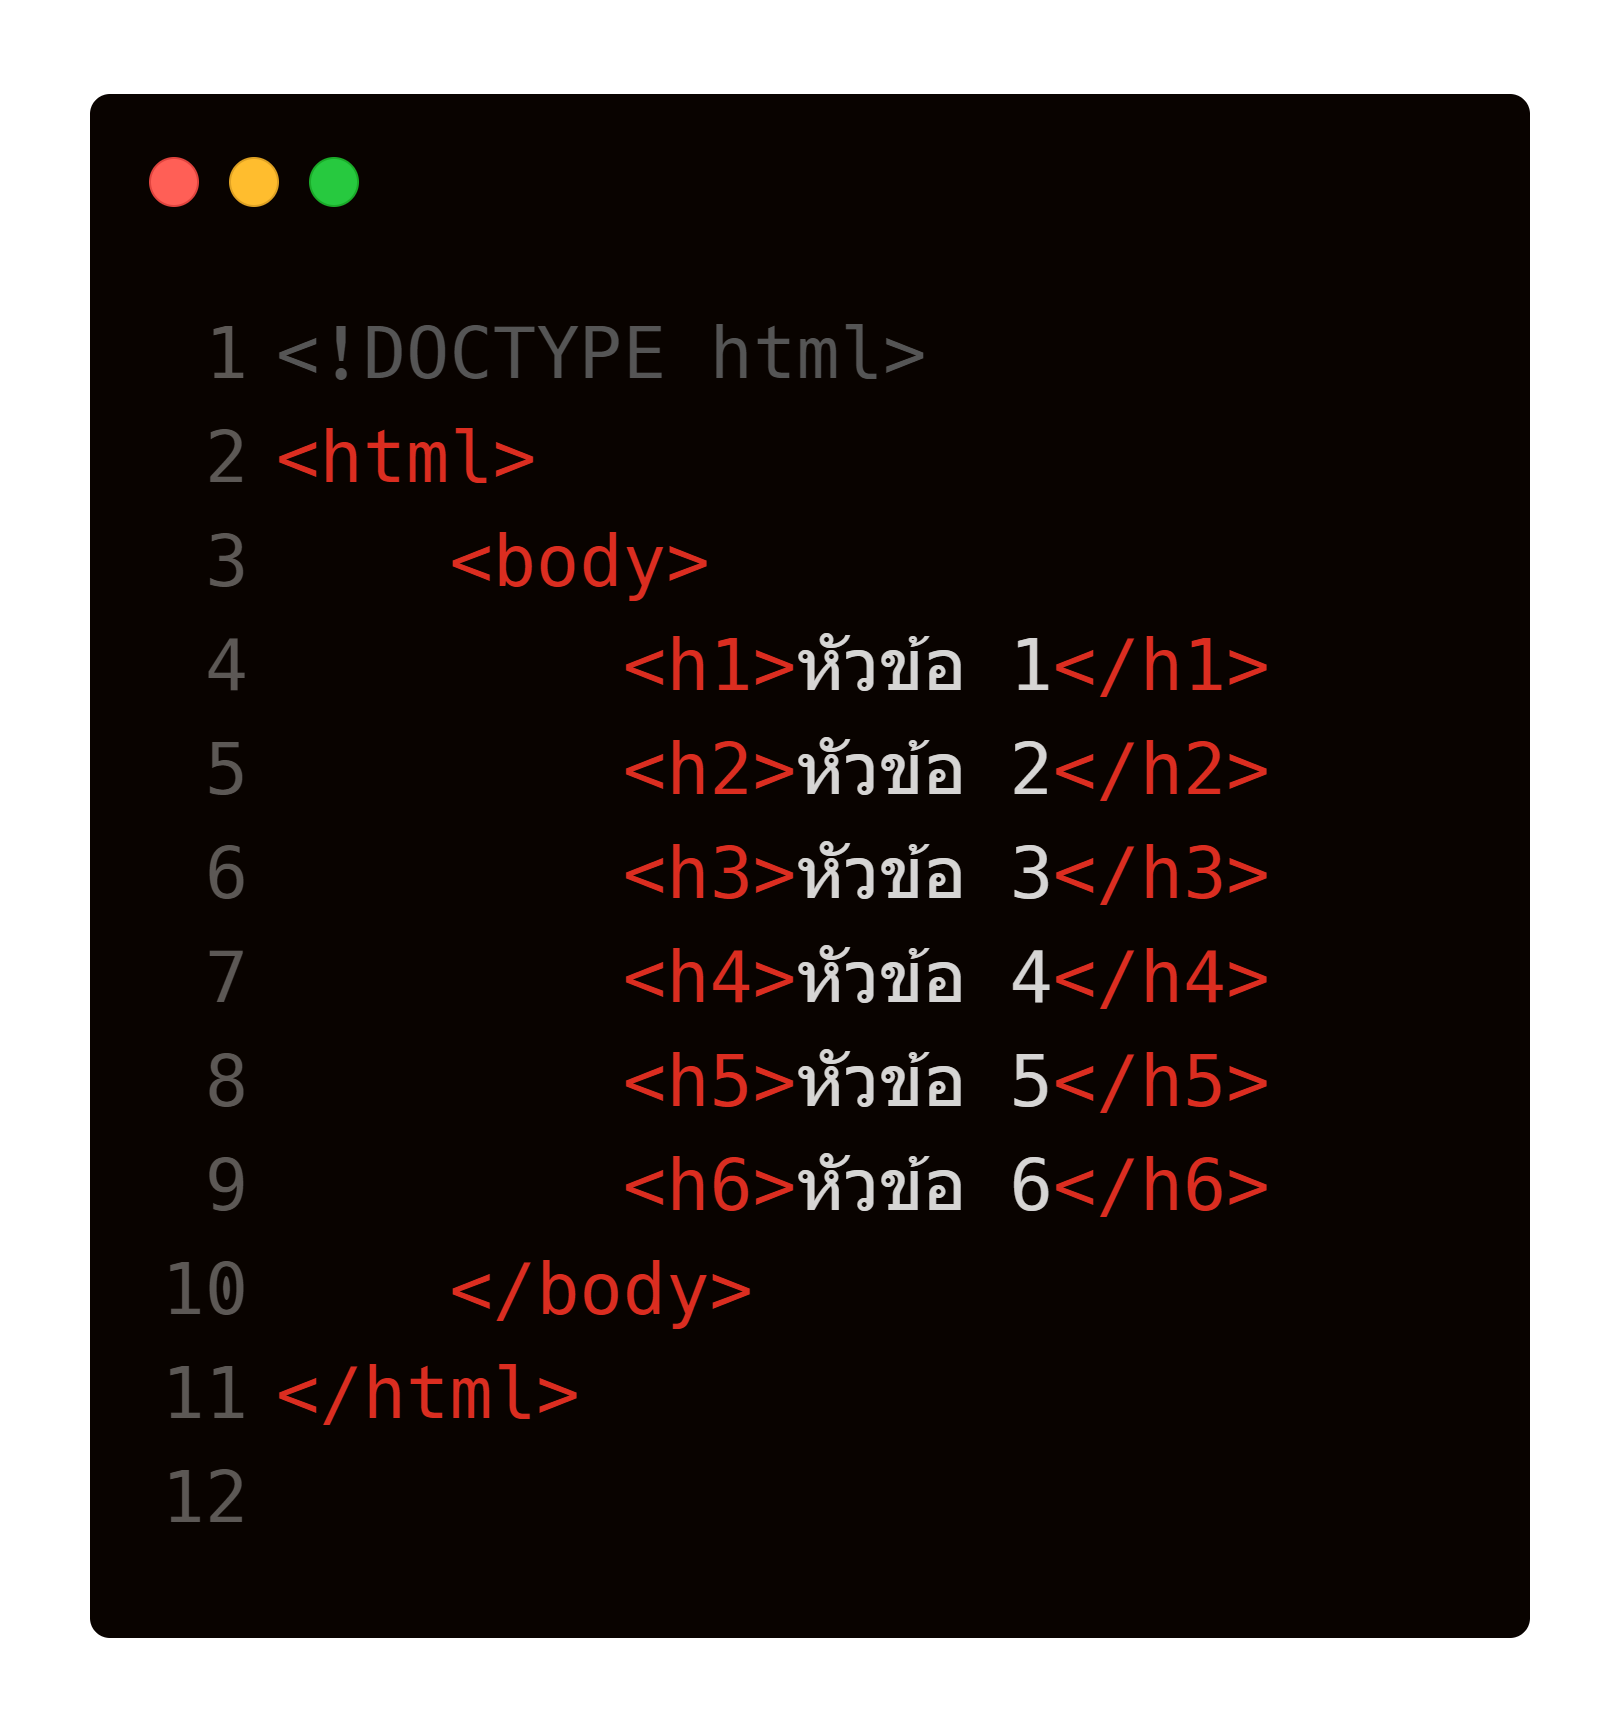 1 <!DOCTYPE html>
2 <html>
3     <body>
4         <h1>หัวข้อ 1</h1>
5         <h2>หัวข้อ 2</h2>
6         <h3>หัวข้อ 3</h3>
7         <h4>หัวข้อ 4</h4>
8         <h5>หัวข้อ 5</h5>
9         <h6>หัวข้อ 6</h6>
10     </body>
11 </html>
12